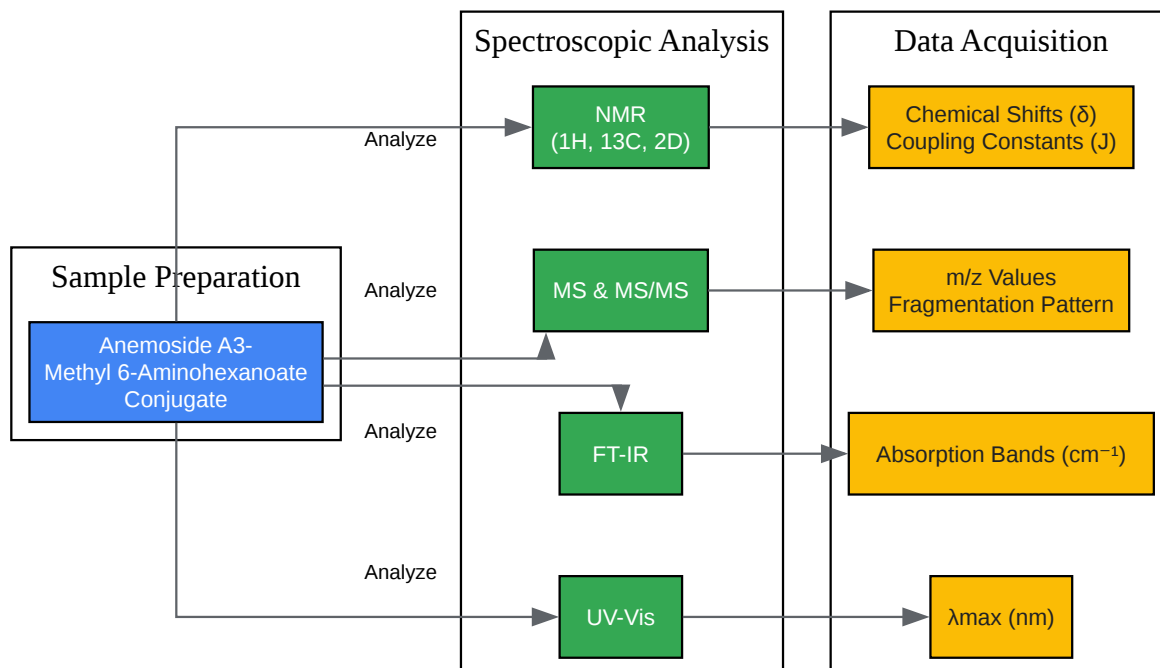 Sample Preparation
Anemoside A3-
Methyl 6-Aminohexanoate
Conjugate
Analyze
Analyze
Analyze
Analyze
Spectroscopic Analysis
NMR
(1H, 13C, 2D)
MS & MS/MS
FT-IR
UV-Vis
Data Acquisition
Chemical Shifts (δ)
Coupling Constants (J)
m/z Values
Fragmentation Pattern
Absorption Bands (cm⁻¹)
λmax (nm)